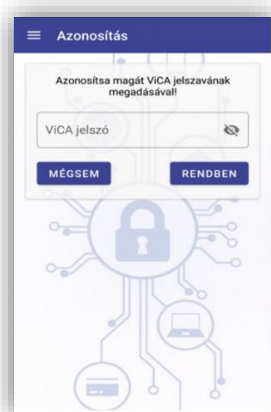 Azonosítás
Azonosítsa magát ViCA jelszavának
megadásával!
ViCA jelszó
MÉGSEM
RENDBEN